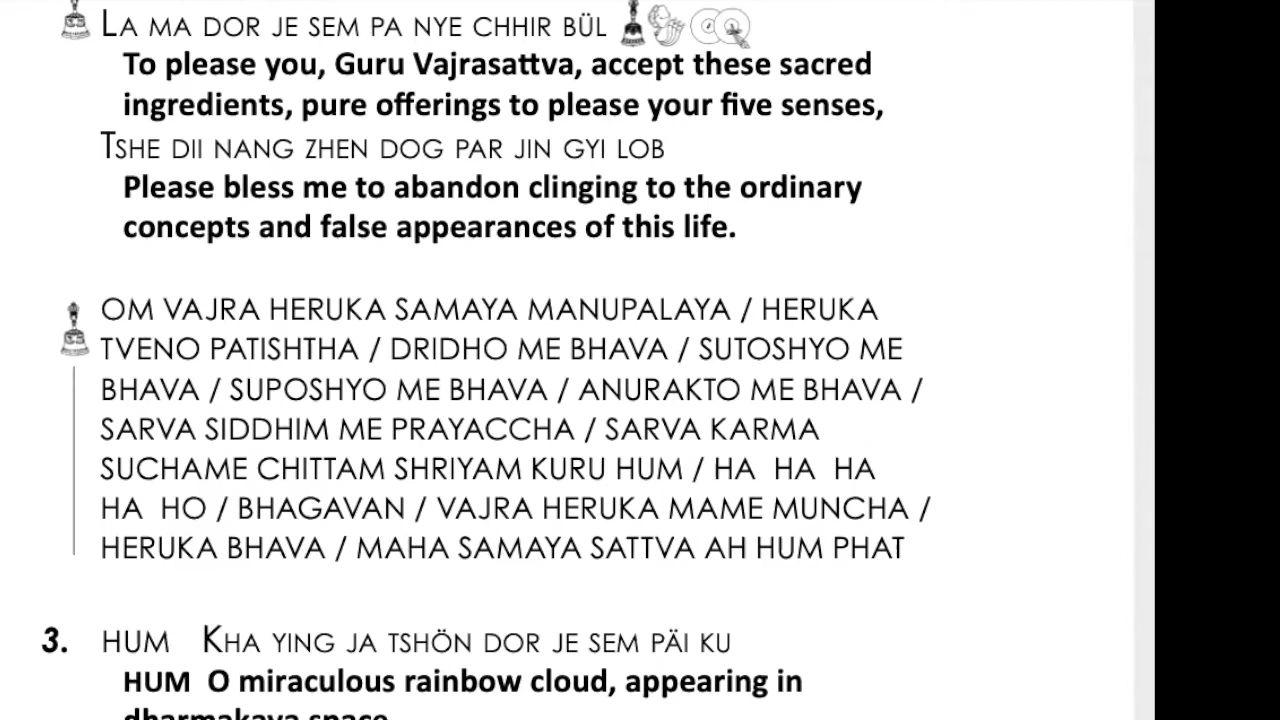 LA MA DOR JE SEM PA NYE CHHIR BÜL
To please you, Guru Vajrasattva, accept these sacred
ingredients, pure offerings to please your five senses,
TSHE DII NANG ZHEN DOG PAR JIN GYI LOB
Please bless me to abandon clinging to the ordinary
concepts and false appearances of this life.
OM VAJRA HERUKA SAMAYA MANUPALAYA / HERUKA
TVENO PATISHTHA / DRIDHO ME BHAVA / SUTOSHYO ME
BHAVA / SUPOSHYO ME BHAVA / ANURAKTO ME BHAVA /
SARVA SIDDHIM ME PRAYACCHA / SARVA KARMA
SUCHAME CHITTAM SHRIYAM KURU HUM / HA HA HA
HA HO / BHAGAVAN / VAJRA HERUKA MAME MUNCHA /
HERUKA BHAVA / MAHA SAMAYA SATTVA AH HUM PHAT
3. HUM KHA YING JA TSHÖN DOR JE SEM PÄI KU
HUM O miraculous rainbow cloud, appearing in
dharmakaya space